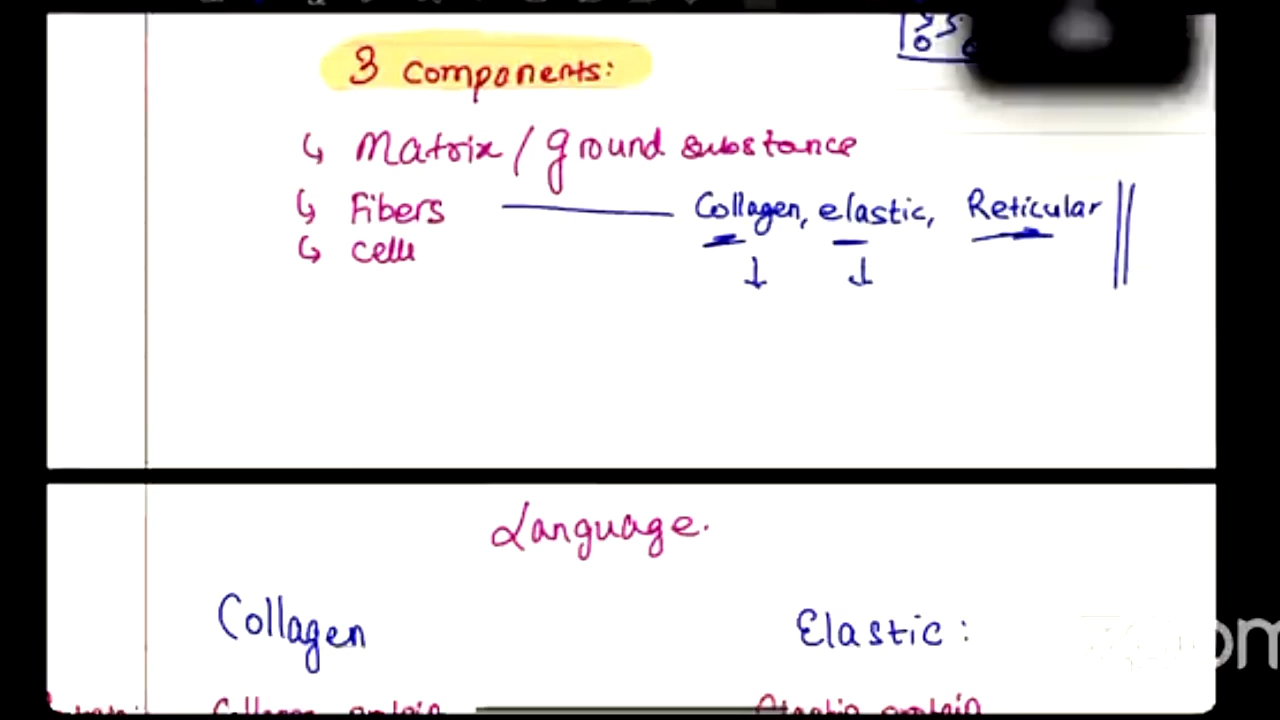 3 Components:
↳ Matrix / ground substance
↳ Fibers —— Collagen, elastic, Reticular
↳ cells
Language.
Collagen Elastic: